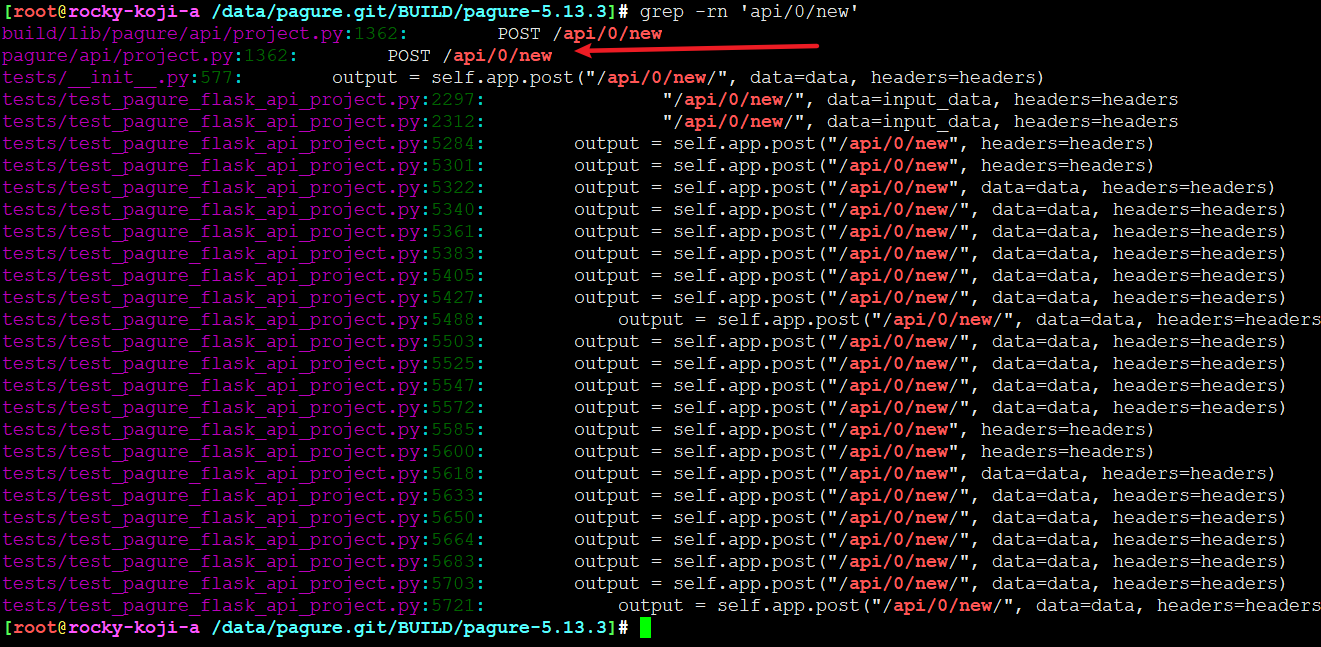 [root@rocky-koji-a /data/pagure.git/BUILD/pagure-5.13.3]# grep -rn 'api/0/new'
build/lib/pagure/api/project.py:1362:        POST /api/0/new
pagure/api/project.py:1362:        POST /api/0/new
tests/__init__.py:577:        output = self.app.post("/api/0/new/", data=data, headers=headers)
tests/test_pagure_flask_api_project.py:2297:                "/api/0/new/", data=input_data, headers=headers
tests/test_pagure_flask_api_project.py:2312:                "/api/0/new/", data=input_data, headers=headers
tests/test_pagure_flask_api_project.py:5284:        output = self.app.post("/api/0/new", headers=headers)
tests/test_pagure_flask_api_project.py:5301:        output = self.app.post("/api/0/new", headers=headers)
tests/test_pagure_flask_api_project.py:5322:        output = self.app.post("/api/0/new", data=data, headers=headers)
tests/test_pagure_flask_api_project.py:5340:        output = self.app.post("/api/0/new/", data=data, headers=headers)
tests/test_pagure_flask_api_project.py:5361:        output = self.app.post("/api/0/new/", data=data, headers=headers)
tests/test_pagure_flask_api_project.py:5383:        output = self.app.post("/api/0/new/", data=data, headers=headers)
tests/test_pagure_flask_api_project.py:5405:        output = self.app.post("/api/0/new/", data=data, headers=headers)
tests/test_pagure_flask_api_project.py:5427:        output = self.app.post("/api/0/new/", data=data, headers=headers)
tests/test_pagure_flask_api_project.py:5488:            output = self.app.post("/api/0/new/", data=data, headers=headers
tests/test_pagure_flask_api_project.py:5503:        output = self.app.post("/api/0/new/", data=data, headers=headers)
tests/test_pagure_flask_api_project.py:5525:        output = self.app.post("/api/0/new/", data=data, headers=headers)
tests/test_pagure_flask_api_project.py:5547:        output = self.app.post("/api/0/new/", data=data, headers=headers)
tests/test_pagure_flask_api_project.py:5572:        output = self.app.post("/api/0/new/", data=data, headers=headers)
tests/test_pagure_flask_api_project.py:5585:        output = self.app.post("/api/0/new", headers=headers)
tests/test_pagure_flask_api_project.py:5600:        output = self.app.post("/api/0/new", headers=headers)
tests/test_pagure_flask_api_project.py:5618:        output = self.app.post("/api/0/new", data=data, headers=headers)
tests/test_pagure_flask_api_project.py:5633:        output = self.app.post("/api/0/new/", data=data, headers=headers)
tests/test_pagure_flask_api_project.py:5650:        output = self.app.post("/api/0/new/", data=data, headers=headers)
tests/test_pagure_flask_api_project.py:5664:        output = self.app.post("/api/0/new/", data=data, headers=headers)
tests/test_pagure_flask_api_project.py:5683:        output = self.app.post("/api/0/new/", data=data, headers=headers)
tests/test_pagure_flask_api_project.py:5703:        output = self.app.post("/api/0/new/", data=data, headers=headers)
tests/test_pagure_flask_api_project.py:5721:            output = self.app.post("/api/0/new/", data=data, headers=headers
[root@rocky-koji-a /data/pagure.git/BUILD/pagure-5.13.3]#